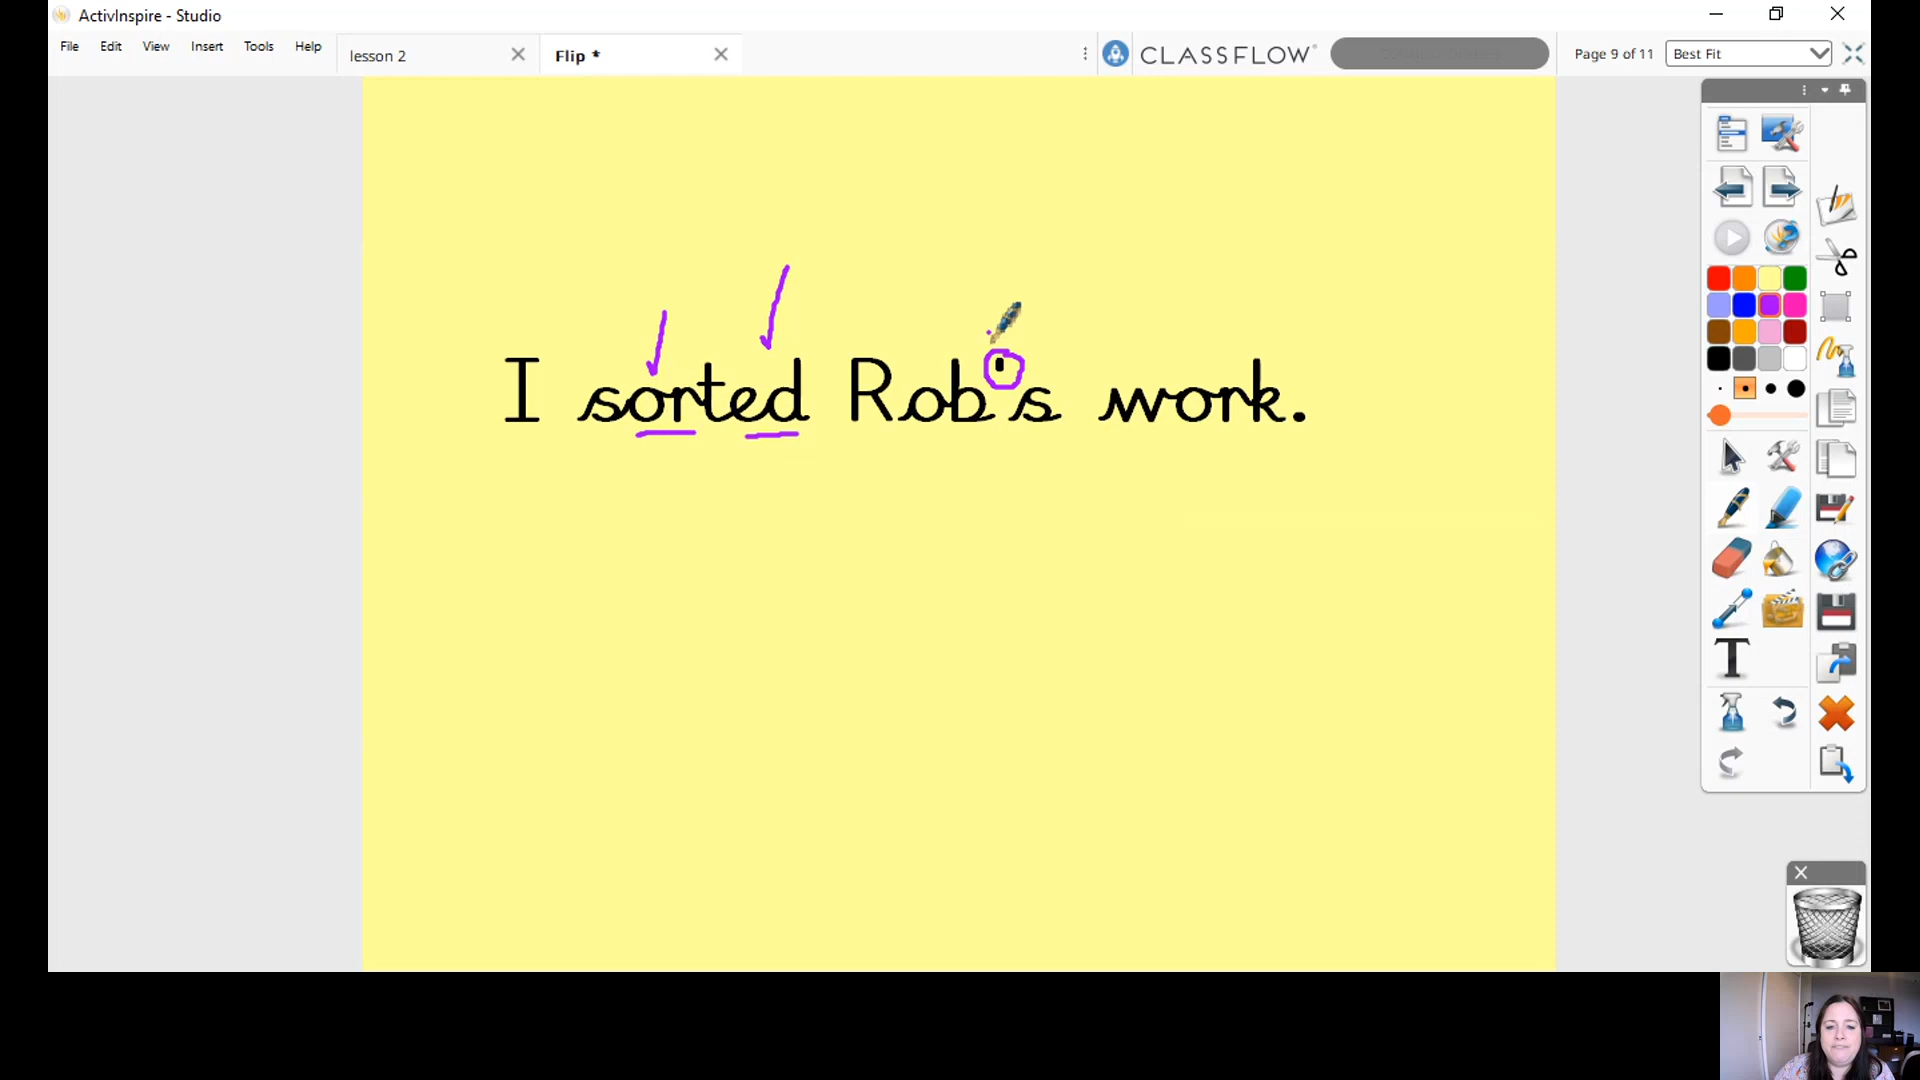 ActivInspire - Studio
File Edit View Insert Tools Help
lesson 2
Flip *
CLASSFLOW
Page 9 of 11
Best Fit
I sorted Rob's work.
T